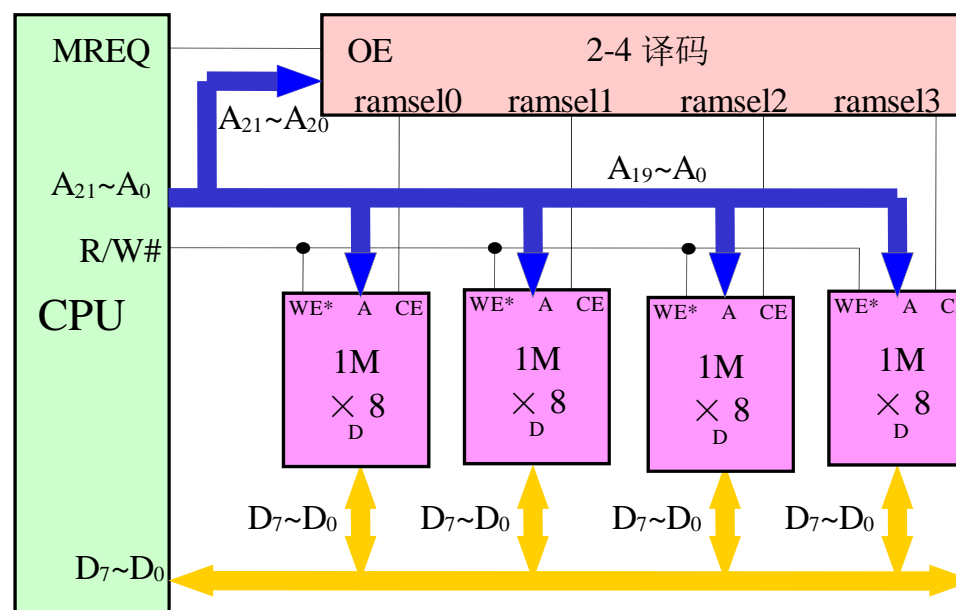 MREQ
OE 2-4 译码
ramsel0 ramsel1 ramsel2 ramsel3
A₂₁~A₂₀
A₂₁~A₀
A₁₉~A₀
R/W#
CPU
WE* A CE
1M
× 8
D
WE* A CE
1M
× 8
D
WE* A CE
1M
× 8
D
WE* A C
1M
× 8
D
D₇~D₀ D₇~D₀ D₇~D₀ D₇~D₀
D₇~D₀